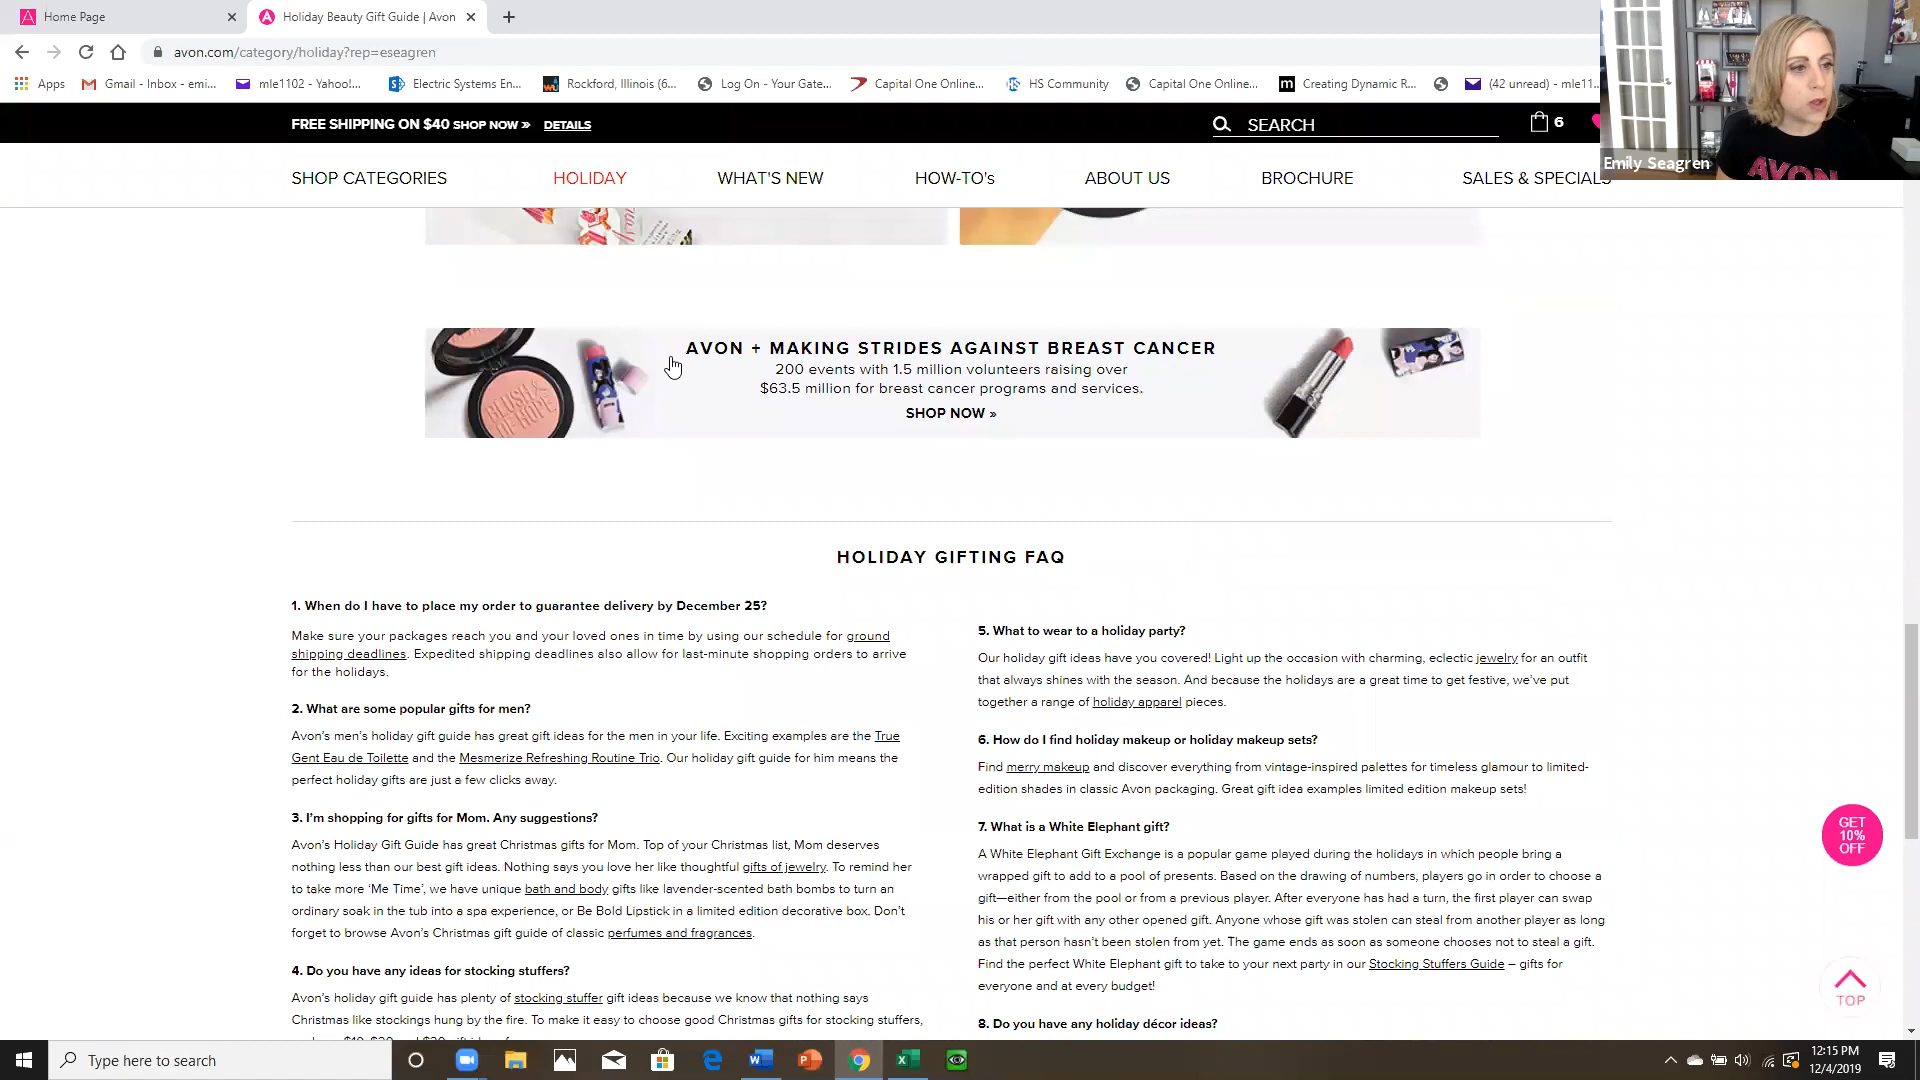 Home Page
Holiday Beauty Gift Guide | Avon
avon.com/category/holiday?rep=eseagren
Apps
Gmail - Inbox - emi...
mle1102 - Yahoo!...
Electric Systems En...
Rockford, Illinois (6...
Log On - Your Gate...
Capital One Online...
HS Community
Capital One Online...
Creating Dynamic R...
(42 unread) - mle11...
FREE SHIPPING ON $40 SHOP NOW » DETAILS
SEARCH
6
Emily Seagren
AVON
SHOP CATEGORIES
HOLIDAY
WHAT'S NEW
HOW-TO's
ABOUT US
BROCHURE
SALES & SPECIALS
AVON + MAKING STRIDES AGAINST BREAST CANCER
200 events with 1.5 million volunteers raising over
$63.5 million for breast cancer programs and services.
SHOP NOW »
HOLIDAY GIFTING FAQ
1. When do I have to place my order to guarantee delivery by December 25?
Make sure your packages reach you and your loved ones in time by using our schedule for ground
shipping deadlines. Expedited shipping deadlines also allow for last-minute shopping orders to arrive
for the holidays.
2. What are some popular gifts for men?
Avon's men's holiday gift guide has great gift ideas for the men in your life. Exciting examples are the True
Gent Eau de Toilette and the Mesmerize Refreshing Routine Trio. Our holiday gift guide for him means the
perfect holiday gifts are just a few clicks away.
3. I'm shopping for gifts for Mom. Any suggestions?
Avon's Holiday Gift Guide has great Christmas gifts for Mom. Top of your Christmas list, Mom deserves
nothing less than our best gift ideas. Nothing says you love her like thoughtful gifts of jewelry. To remind her
to take more 'Me Time', we have unique bath and body gifts like lavender-scented bath bombs to turn an
ordinary soak in the tub into a spa experience, or Be Bold Lipstick in a limited edition decorative box. Don't
forget to browse Avon's Christmas gift guide of classic perfumes and fragrances.
4. Do you have any ideas for stocking stuffers?
Avon's holiday gift guide has plenty of stocking stuffer gift ideas because we know that nothing says
Christmas like stockings hung by the fire. To make it easy to choose good Christmas gifts for stocking stuffers,
5. What to wear to a holiday party?
Our holiday gift ideas have you covered! Light up the occasion with charming, eclectic jewelry for an outfit
that always shines with the season. And because the holidays are a great time to get festive, we've put
together a range of holiday apparel pieces.
6. How do I find holiday makeup or holiday makeup sets?
Find merry makeup and discover everything from vintage-inspired palettes for timeless glamour to limited-
edition shades in classic Avon packaging. Great gift idea examples limited edition makeup sets!
7. What is a White Elephant gift?
A White Elephant Gift Exchange is a popular game played during the holidays in which people bring a
wrapped gift to add to a pool of presents. Based on the drawing of numbers, players go in order to choose a
gift—either from the pool or from a previous player. After everyone has had a turn, the first player can swap
his or her gift with any other opened gift. Anyone whose gift was stolen can steal from another player as long
as that person hasn't been stolen from yet. The game ends as soon as someone chooses not to steal a gift.
Find the perfect White Elephant gift to take to your next party in our Stocking Stuffers Guide – gifts for
everyone and at every budget!
8. Do you have any holiday décor ideas?
GET
10%
OFF
TOP
Type here to search
12:15 PM
12/4/2019